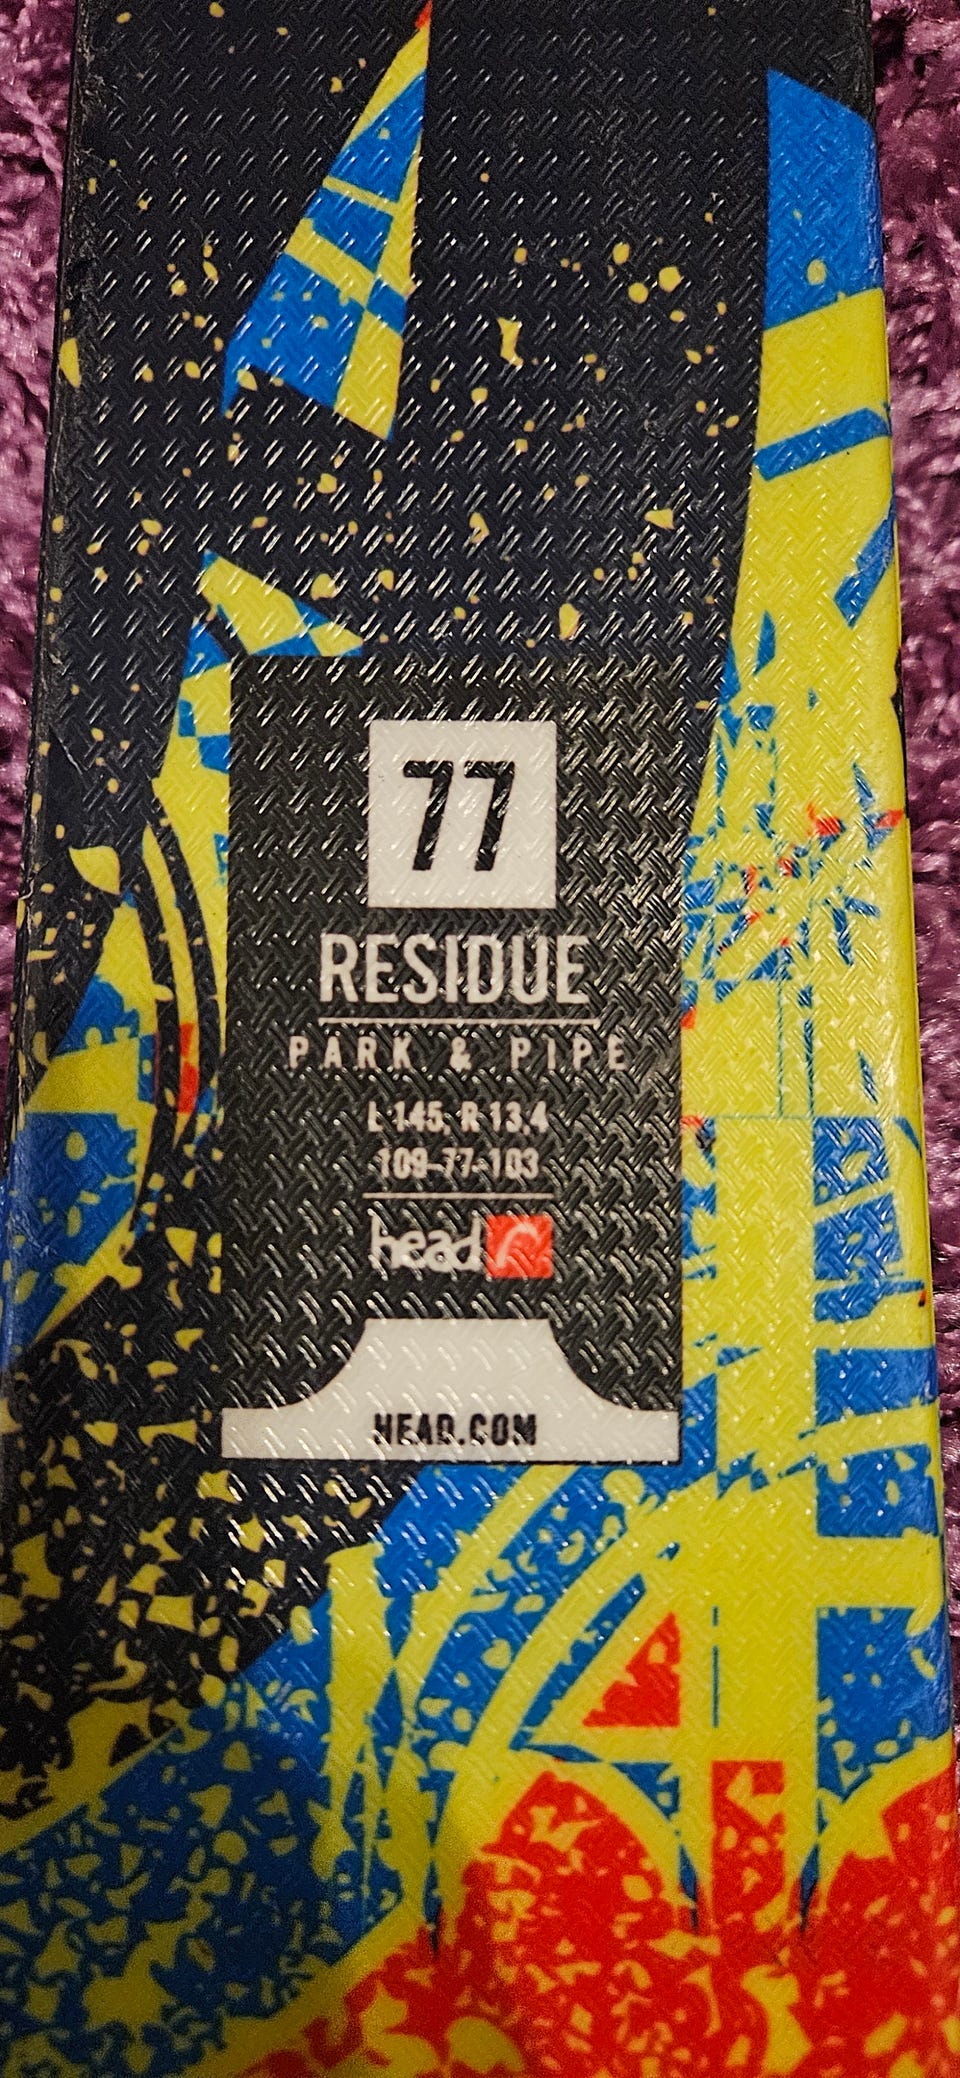 77
RESIDUE
PARK & PIPE
L 145, R 13,4
109-77-103
head
HEAD.COM